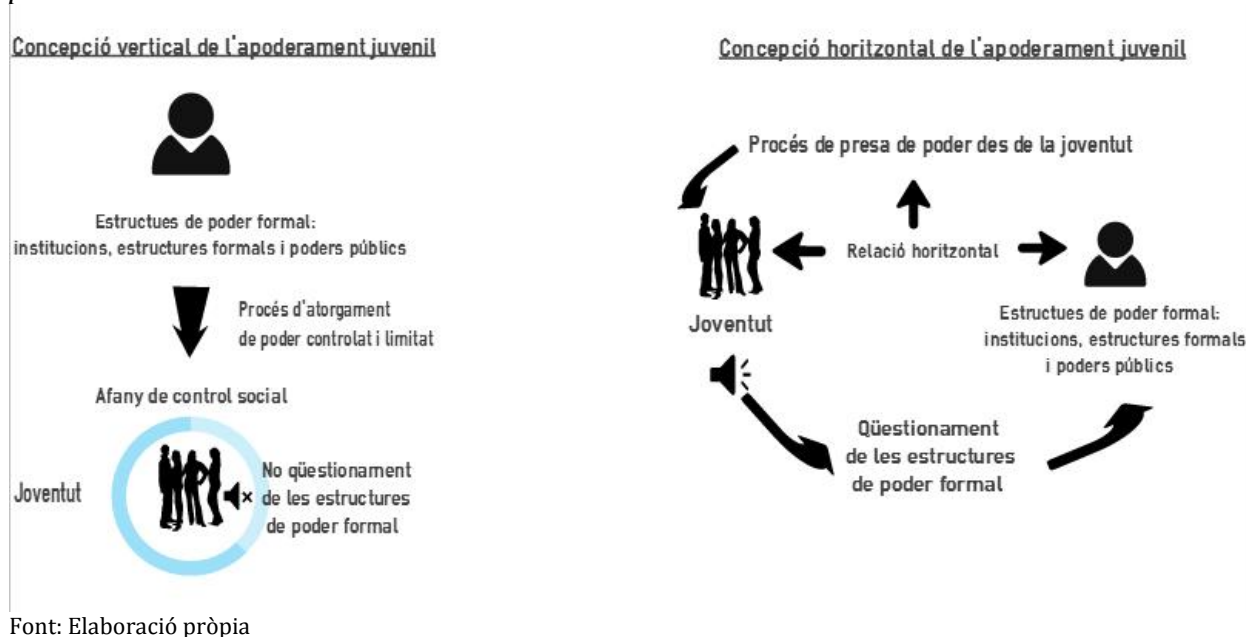 Concepció vertical de l'apoderament juvenil
Estructues de poder formal:
institucions, estructures formals i poders públics
Procés d'atorgament
de poder controlat i limitat
Afany de control social
Joventut
No qüestionament
de les estructures
de poder formal
Concepció horitzontal de l'apoderament juvenil
Procés de presa de poder des de la joventut
Relació horitzontal
Joventut
Estructues de poder formal:
institucions, estructures formals
i poders públics
Qüestionament
de les estructures
de poder formal
Font: Elaboració pròpia